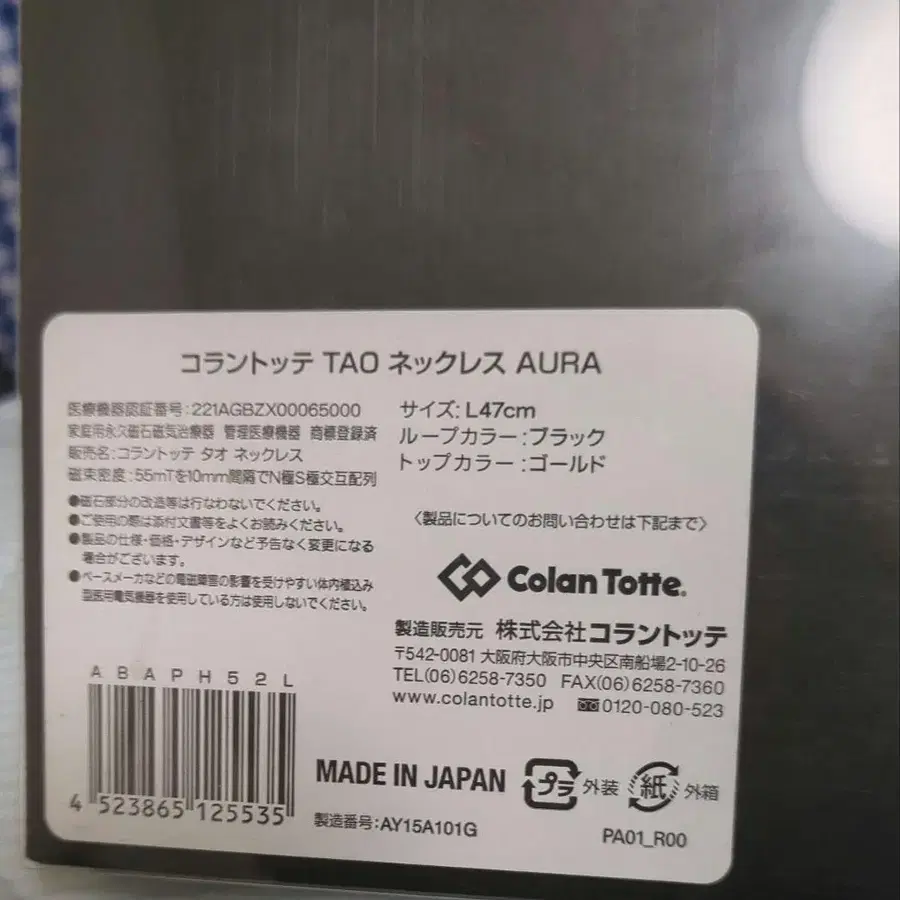 コラントッテ TAO ネックレス AURA
医療機器認証番号:221AGBZX00065000
家庭用永久磁石磁気治療器 管理医療機器 商標登録済
販売名:コラントッテ タオ ネックレス
磁束密度:55mTを10mm間隔でN極S極交互配列
●磁石部分の改造等は行なわないでください。
●ご使用の際は添付文書等をよくお読みください。
●製品の仕様・価格・デザインなど予告なく変更になる
場合がございます。
●ペースメーカなどの電磁障害の影響を受けやすい体内植込み
型医用電気機器を使用している方は使用しないでください。
サイズ:L47cm
ループカラー:ブラック
トップカラー:ゴールド
〈製品についてのお問い合わせは下記まで〉
Colan Totte.
製造販売元 株式会社コラントッテ
〒542-0081 大阪府大阪市中央区南船場2-10-26
TEL(06)6258-7350 FAX(06)6258-7360
www.colantotte.jp 0120-080-523
ABAPH52L
4 523865 125535
MADE IN JAPAN
プラ 外装 紙 外箱
製造番号:AY15A101G
PA01_R00